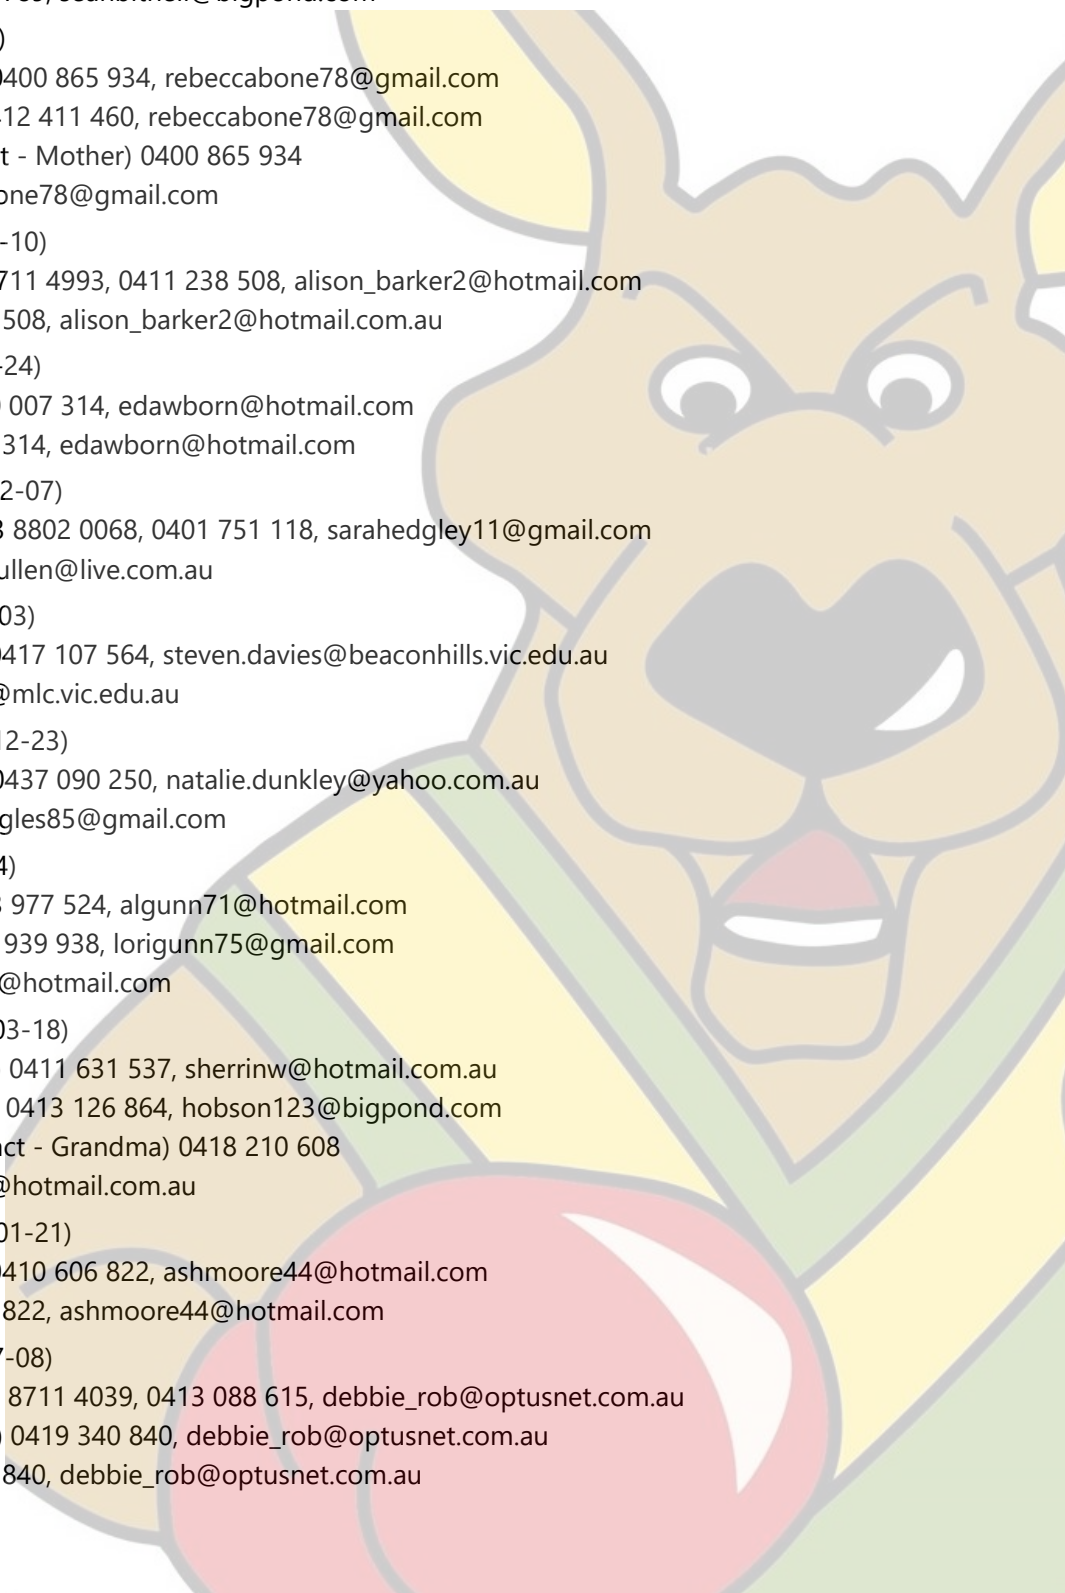 )
0400 865 934, rebeccabone78@gmail.com
12 411 460, rebeccabone78@gmail.com
t - Mother) 0400 865 934
one78@gmail.com
-10)
711 4993, 0411 238 508, alison_barker2@hotmail.com
508, alison_barker2@hotmail.com.au
-24)
007 314, edawborn@hotmail.com
314, edawborn@hotmail.com
2-07)
8802 0068, 0401 751 118, sarahedgley11@gmail.com
ullen@live.com.au
03)
0417 107 564, steven.davies@beaconhills.vic.edu.au
@mlc.vic.edu.au
12-23)
0437 090 250, natalie.dunkley@yahoo.com.au
gles85@gmail.com
4)
977 524, algunn71@hotmail.com
939 938, lorigunn75@gmail.com
@hotmail.com
03-18)
0411 631 537, sherrinw@hotmail.com.au
0413 126 864, hobson123@bigpond.com
act - Grandma) 0418 210 608
@hotmail.com.au
01-21)
0410 606 822, ashmoore44@hotmail.com
822, ashmoore44@hotmail.com
-08)
8711 4039, 0413 088 615, debbie_rob@optusnet.com.au
) 0419 340 840, debbie_rob@optusnet.com.au
840, debbie_rob@optusnet.com.au